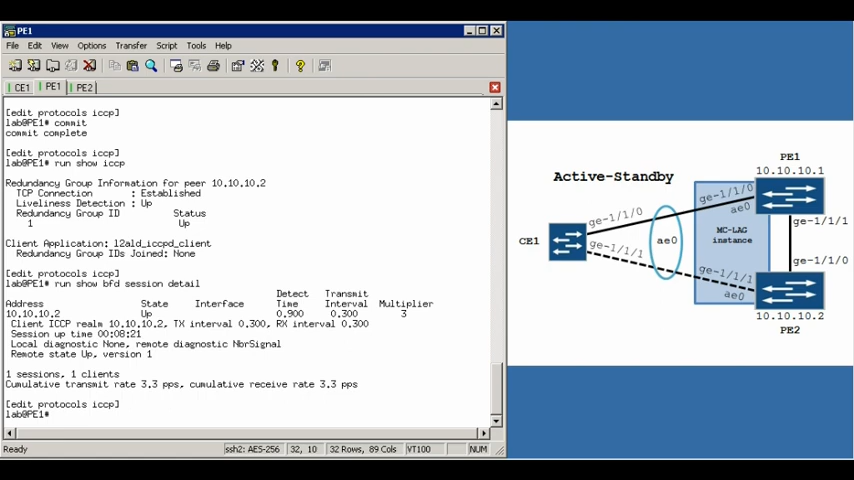 PE1
File Edit View Options Transfer Script Tools Help
CE1 PE1 PE2
[edit protocols iccp]
lab@PE1# commit
commit complete
[edit protocols iccp]
lab@PE1# run show iccp
Redundancy Group Information for peer 10.10.10.2
TCP Connection : Established
Liveliness Detection : Up
Redundancy Group ID Status
1 Up
Client Application: l2ald_iccpd_client
Redundancy Group IDs Joined: None
[edit protocols iccp]
lab@PE1# run show bfd session detail
Detect Transmit
Address State Interface Time Interval Multiplier
10.10.10.2 Up 0.900 0.300 3
Client ICCP realm 10.10.10.2, TX interval 0.300, RX interval 0.300
Session up time 00:08:21
Local diagnostic None, remote diagnostic NbrSignal
Remote state Up, version 1
1 sessions, 1 clients
Cumulative transmit rate 3.3 pps, cumulative receive rate 3.3 pps
[edit protocols iccp]
lab@PE1#
Ready ssh2: AES-256 32, 10 32 Rows, 89 Cols VT100 NUM
Active-Standby
PE1
10.10.10.1
ge-1/1/0
ae0
ge-1/1/1
ge-1/1/0
CE1
ge-1/1/1
ae0
MC-LAG
instance
ge-1/1/0
ge-1/1/1
ae0
10.10.10.2
PE2